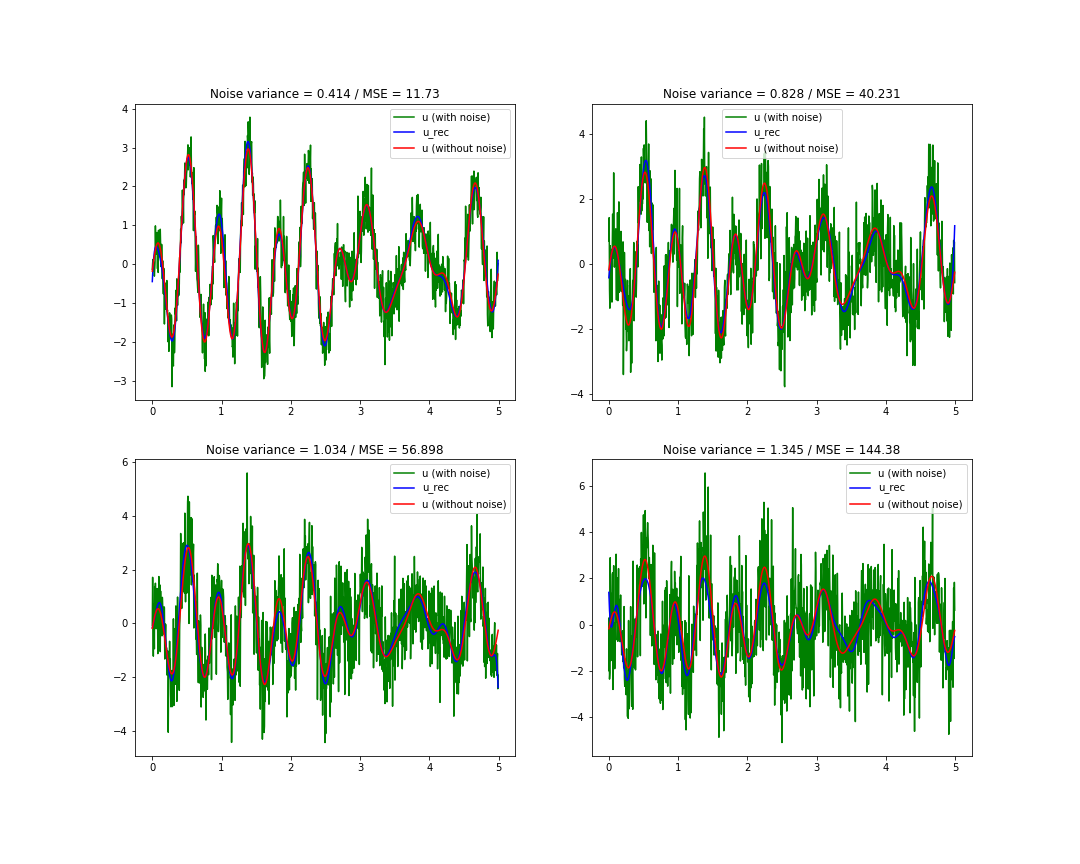 Noise variance = 0.414 / MSE = 11.73
u (with noise)
u_rec
u (without noise)
4
3
2
1
0
−1
−2
−3
0 1 2 3 4 5
Noise variance = 0.828 / MSE = 40.231
u (with noise)
u_rec
u (without noise)
4
2
0
−2
−4
0 1 2 3 4 5
Noise variance = 1.034 / MSE = 56.898
u (with noise)
u_rec
u (without noise)
6
4
2
0
−2
−4
0 1 2 3 4 5
Noise variance = 1.345 / MSE = 144.38
u (with noise)
u_rec
u (without noise)
6
4
2
0
−2
−4
0 1 2 3 4 5